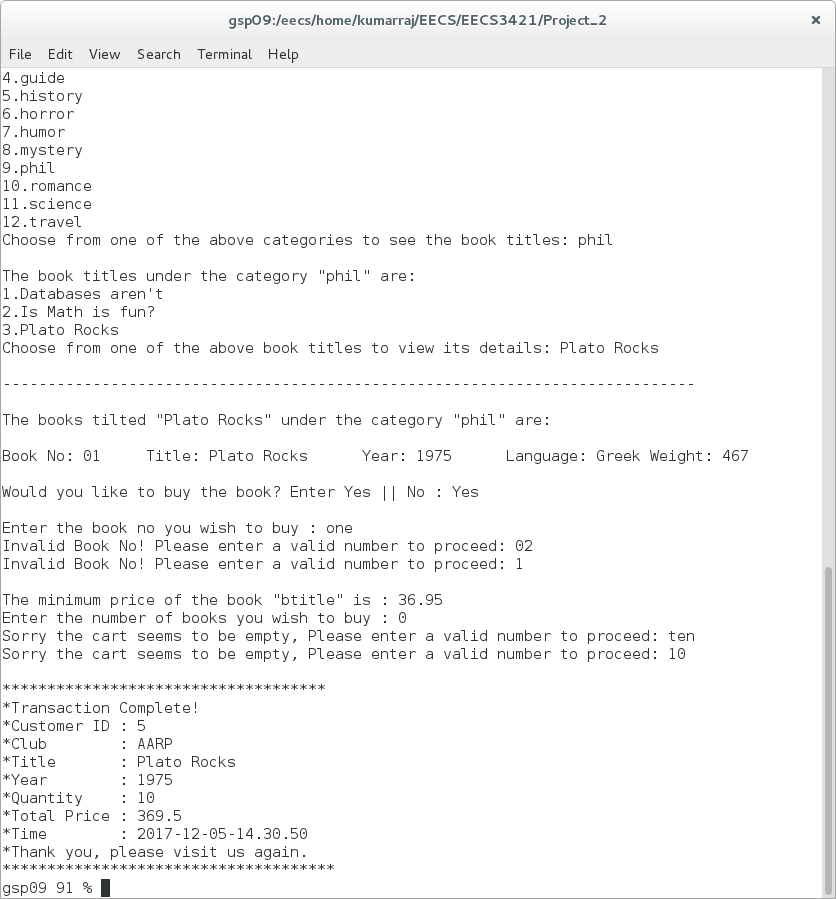 gsp09:/eecs/home/kumarraj/EECS/EECS3421/Project_2
File Edit View Search Terminal Help
4.guide
5.history
6.horror
7.humor
8.mystery
9.phil
10.romance
11.science
12.travel
Choose from one of the above categories to see the book titles: phil
The book titles under the category "phil" are:
1.Databases aren't
2.Is Math is fun?
3.Plato Rocks
Choose from one of the above book titles to view its details: Plato Rocks
-----------------------------------------------------------------------------
The books tilted "Plato Rocks" under the category "phil" are:
Book No: 01     Title: Plato Rocks      Year: 1975      Language: Greek Weight: 467
Would you like to buy the book? Enter Yes || No : Yes
Enter the book no you wish to buy : one
Invalid Book No! Please enter a valid number to proceed: 02
Invalid Book No! Please enter a valid number to proceed: 1
The minimum price of the book "btitle" is : 36.95
Enter the number of books you wish to buy : 0
Sorry the cart seems to be empty, Please enter a valid number to proceed: ten
Sorry the cart seems to be empty, Please enter a valid number to proceed: 10
************************************
*Transaction Complete!
*Customer ID : 5
*Club        : AARP
*Title       : Plato Rocks
*Year        : 1975
*Quantity    : 10
*Total Price : 369.5
*Time        : 2017-12-05-14.30.50
*Thank you, please visit us again.
*************************************
gsp09 91 %